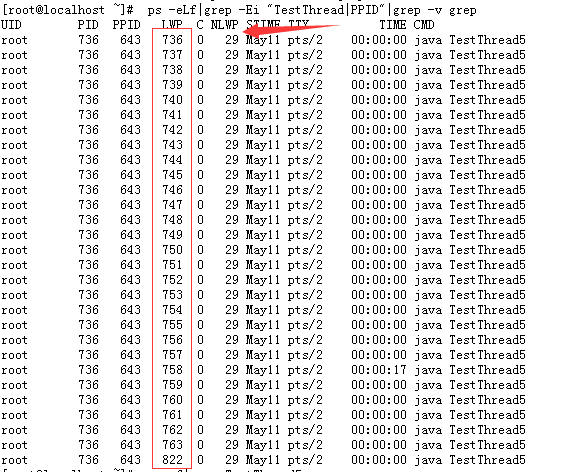 [root@localhost ~]# ps -eLf|grep -Ei "TestThread|PPID"|grep -v grep
UID PID PPID LWP C NLWP STIME TTY TIME CMD
root 736 643 736 0 29 May11 pts/2 00:00:00 java TestThread5
root 736 643 737 0 29 May11 pts/2 00:00:00 java TestThread5
root 736 643 738 0 29 May11 pts/2 00:00:00 java TestThread5
root 736 643 739 0 29 May11 pts/2 00:00:00 java TestThread5
root 736 643 740 0 29 May11 pts/2 00:00:00 java TestThread5
root 736 643 741 0 29 May11 pts/2 00:00:00 java TestThread5
root 736 643 742 0 29 May11 pts/2 00:00:00 java TestThread5
root 736 643 743 0 29 May11 pts/2 00:00:00 java TestThread5
root 736 643 744 0 29 May11 pts/2 00:00:00 java TestThread5
root 736 643 745 0 29 May11 pts/2 00:00:00 java TestThread5
root 736 643 746 0 29 May11 pts/2 00:00:00 java TestThread5
root 736 643 747 0 29 May11 pts/2 00:00:00 java TestThread5
root 736 643 748 0 29 May11 pts/2 00:00:00 java TestThread5
root 736 643 749 0 29 May11 pts/2 00:00:00 java TestThread5
root 736 643 750 0 29 May11 pts/2 00:00:00 java TestThread5
root 736 643 751 0 29 May11 pts/2 00:00:00 java TestThread5
root 736 643 752 0 29 May11 pts/2 00:00:00 java TestThread5
root 736 643 753 0 29 May11 pts/2 00:00:00 java TestThread5
root 736 643 754 0 29 May11 pts/2 00:00:00 java TestThread5
root 736 643 755 0 29 May11 pts/2 00:00:00 java TestThread5
root 736 643 756 0 29 May11 pts/2 00:00:00 java TestThread5
root 736 643 757 0 29 May11 pts/2 00:00:00 java TestThread5
root 736 643 758 0 29 May11 pts/2 00:00:17 java TestThread5
root 736 643 759 0 29 May11 pts/2 00:00:00 java TestThread5
root 736 643 760 0 29 May11 pts/2 00:00:00 java TestThread5
root 736 643 761 0 29 May11 pts/2 00:00:00 java TestThread5
root 736 643 762 0 29 May11 pts/2 00:00:00 java TestThread5
root 736 643 763 0 29 May11 pts/2 00:00:00 java TestThread5
root 736 643 822 0 29 May11 pts/2 00:00:00 java TestThread5